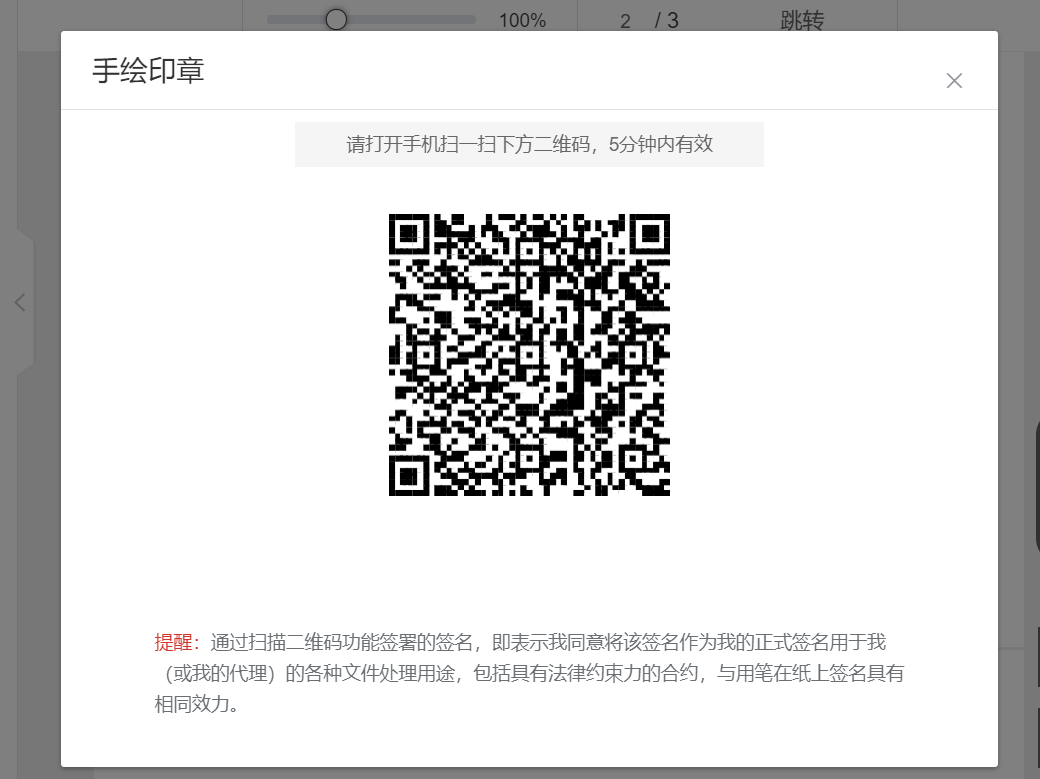 100% 2 / 3 跳转
手绘印章
请打开手机扫一扫下方二维码，5分钟内有效
提醒：通过扫描二维码功能签署的签名，即表示我同意将该签名作为我的正式签名用于我
（或我的代理）的各种文件处理用途，包括具有法律约束力的合约，与用笔在纸上签名具有
相同效力。